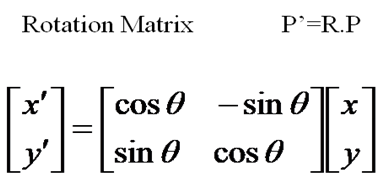 Rotation Matrix P’=R.P
[x′ y′] = [cos θ −sin θ sin θ cos θ][x y]